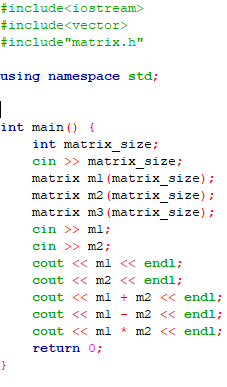 #include<iostream>
#include<vector>
#include"matrix.h"
using namespace std;
int main() {
    int matrix_size;
    cin >> matrix_size;
    matrix m1(matrix_size);
    matrix m2(matrix_size);
    matrix m3(matrix_size);
    cin >> m1;
    cin >> m2;
    cout << m1 << endl;
    cout << m2 << endl;
    cout << m1 + m2 << endl;
    cout << m1 - m2 << endl;
    cout << m1 * m2 << endl;
    return 0;
}